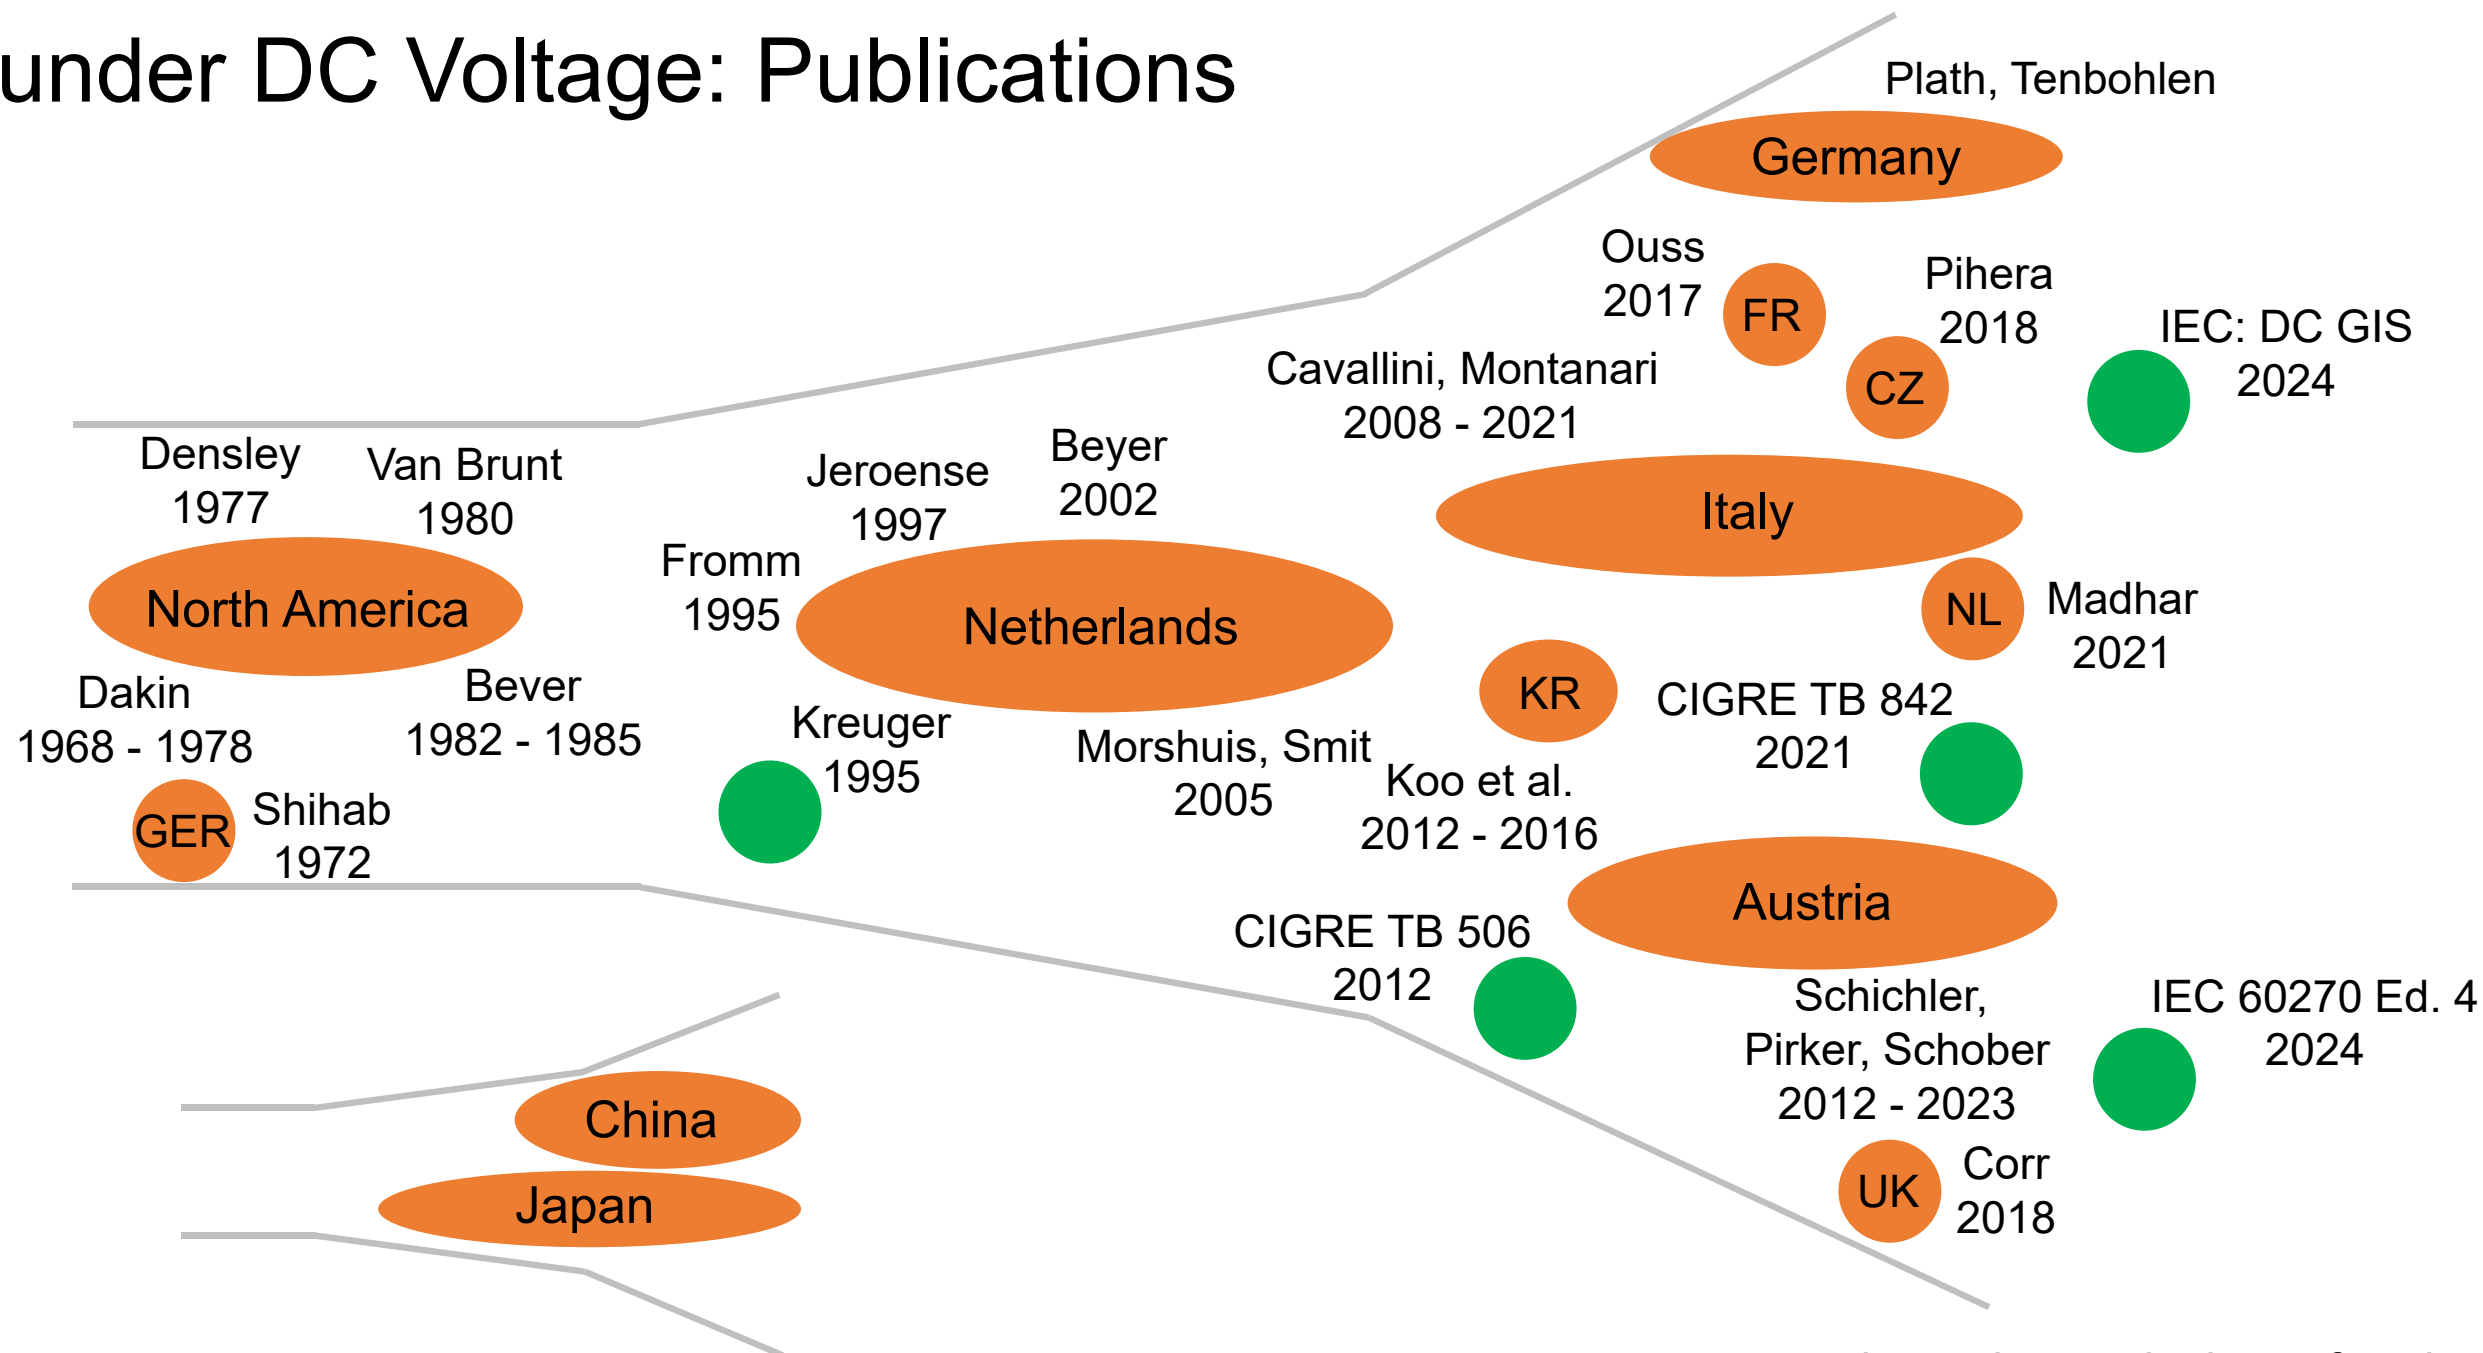 under DC Voltage: Publications
Plath, Tenbohlen
Germany
Ouss
2017
FR
Pihera
2018
CZ
IEC: DC GIS
2024
Cavallini, Montanari
2008 - 2021
Italy
Densley
1977
Van Brunt
1980
North America
Dakin
1968 - 1978
Bever
1982 - 1985
GER
Shihab
1972
Fromm
1995
Jeroense
1997
Beyer
2002
Netherlands
Kreuger
1995
Morshuis, Smit
2005
KR
Koo et al.
2012 - 2016
NL
Madhar
2021
CIGRE TB 842
2021
Austria
CIGRE TB 506
2012
Schichler,
Pirker, Schober
2012 - 2023
IEC 60270 Ed. 4
2024
UK
Corr
2018
China
Japan